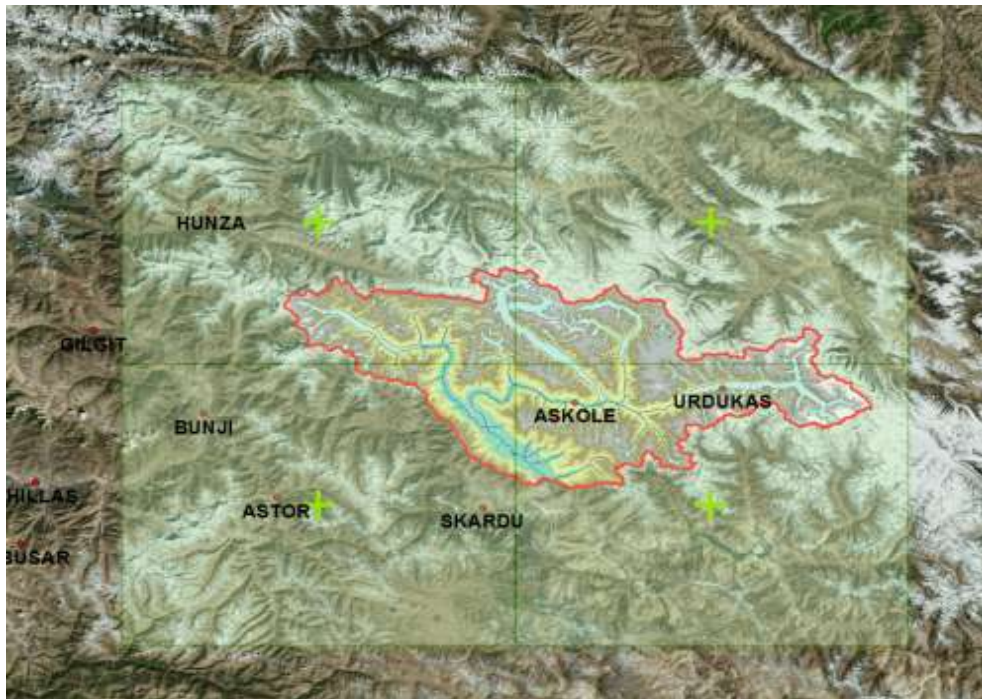 HUNZA
GILGIT
URDUKAS
ASKOLE
BUNJI
HILLAS
ASTOR
SKARDU
BUSAR